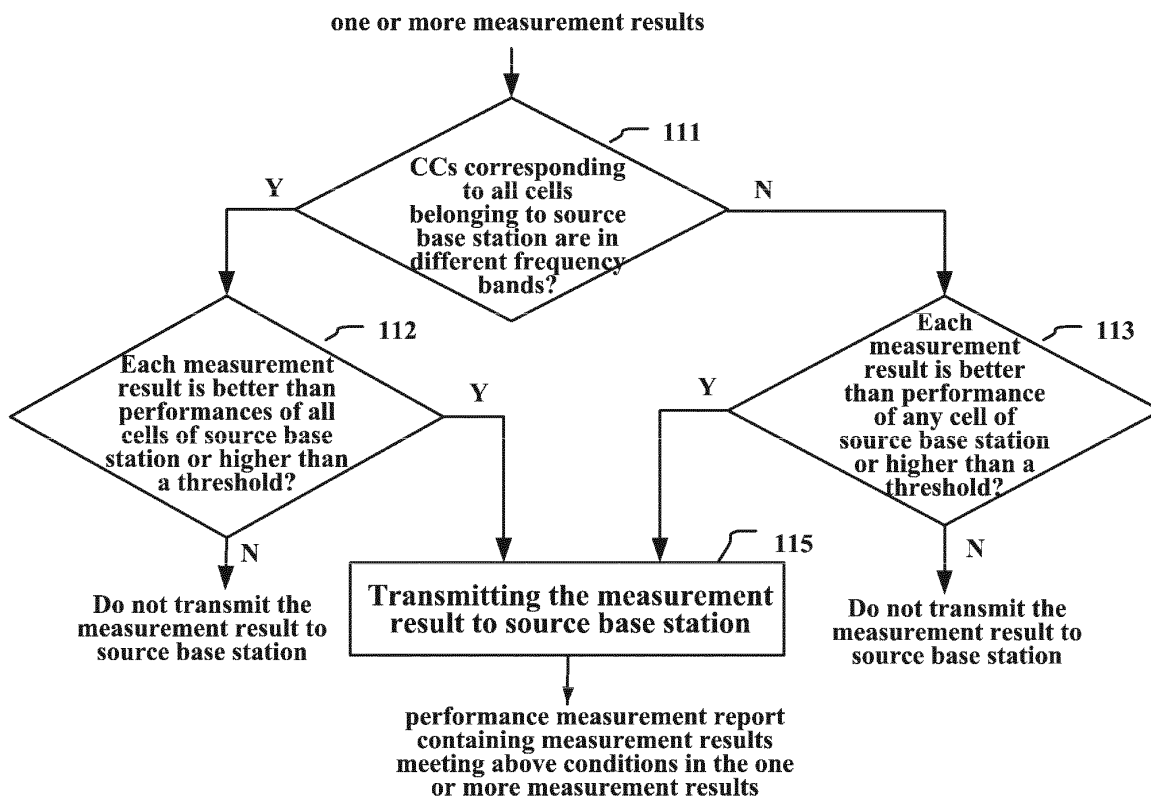 one or more measurement results
111
CCs corresponding
to all cells
belonging to source
base station are in
different frequency
bands?
Y
N
112
Each measurement
result is better than
performances of all
cells of source base
station or higher than
a threshold?
Y
N
113
Each
measurement
result is better
than performance
of any cell of
source base station
or higher than a
threshold?
Y
N
Do not transmit the
measurement result to
source base station
115
Transmitting the measurement
result to source base station
Do not transmit the
measurement result to
source base station
performance measurement report
containing measurement results
meeting above conditions in the one
or more measurement results